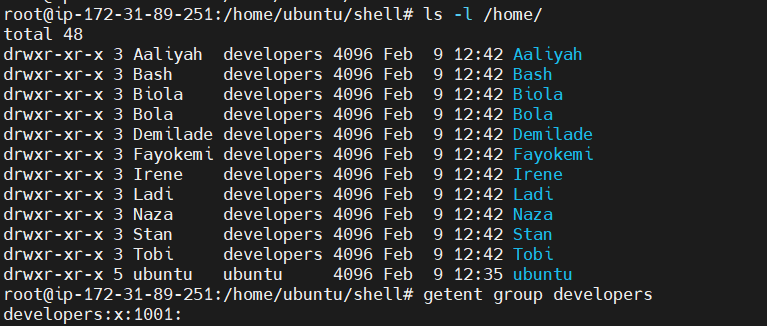 root@ip-172-31-89-251:/home/ubuntu/shell# ls -l /home/
total 48
drwxr-xr-x 3 Aaliyah  developers 4096 Feb  9 12:42 Aaliyah
drwxr-xr-x 3 Bash     developers 4096 Feb  9 12:42 Bash
drwxr-xr-x 3 Biola    developers 4096 Feb  9 12:42 Biola
drwxr-xr-x 3 Bola     developers 4096 Feb  9 12:42 Bola
drwxr-xr-x 3 Demilade developers 4096 Feb  9 12:42 Demilade
drwxr-xr-x 3 Fayokemi developers 4096 Feb  9 12:42 Fayokemi
drwxr-xr-x 3 Irene    developers 4096 Feb  9 12:42 Irene
drwxr-xr-x 3 Ladi     developers 4096 Feb  9 12:42 Ladi
drwxr-xr-x 3 Naza     developers 4096 Feb  9 12:42 Naza
drwxr-xr-x 3 Stan     developers 4096 Feb  9 12:42 Stan
drwxr-xr-x 3 Tobi     developers 4096 Feb  9 12:42 Tobi
drwxr-xr-x 5 ubuntu   ubuntu     4096 Feb  9 12:35 ubuntu
root@ip-172-31-89-251:/home/ubuntu/shell# getent group developers
developers:x:1001: